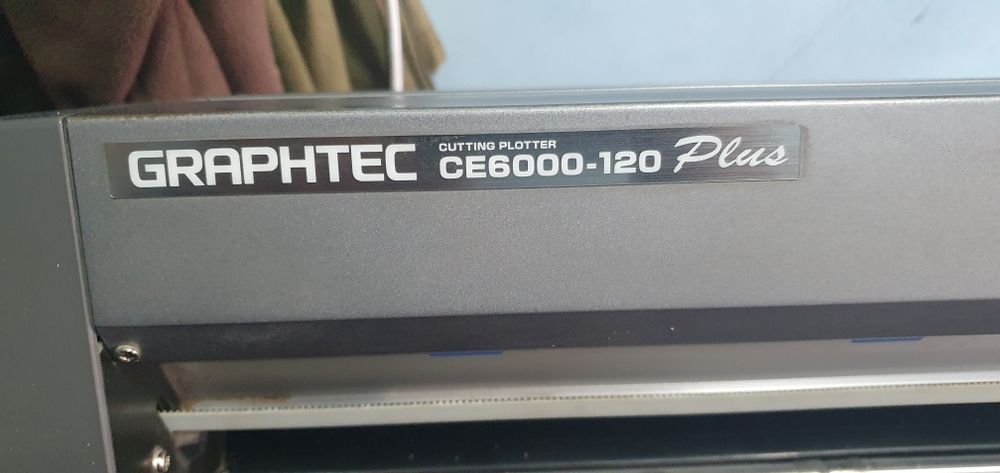 GRAPHTEC
CUTTING PLOTTER
CE6000-120 Plus